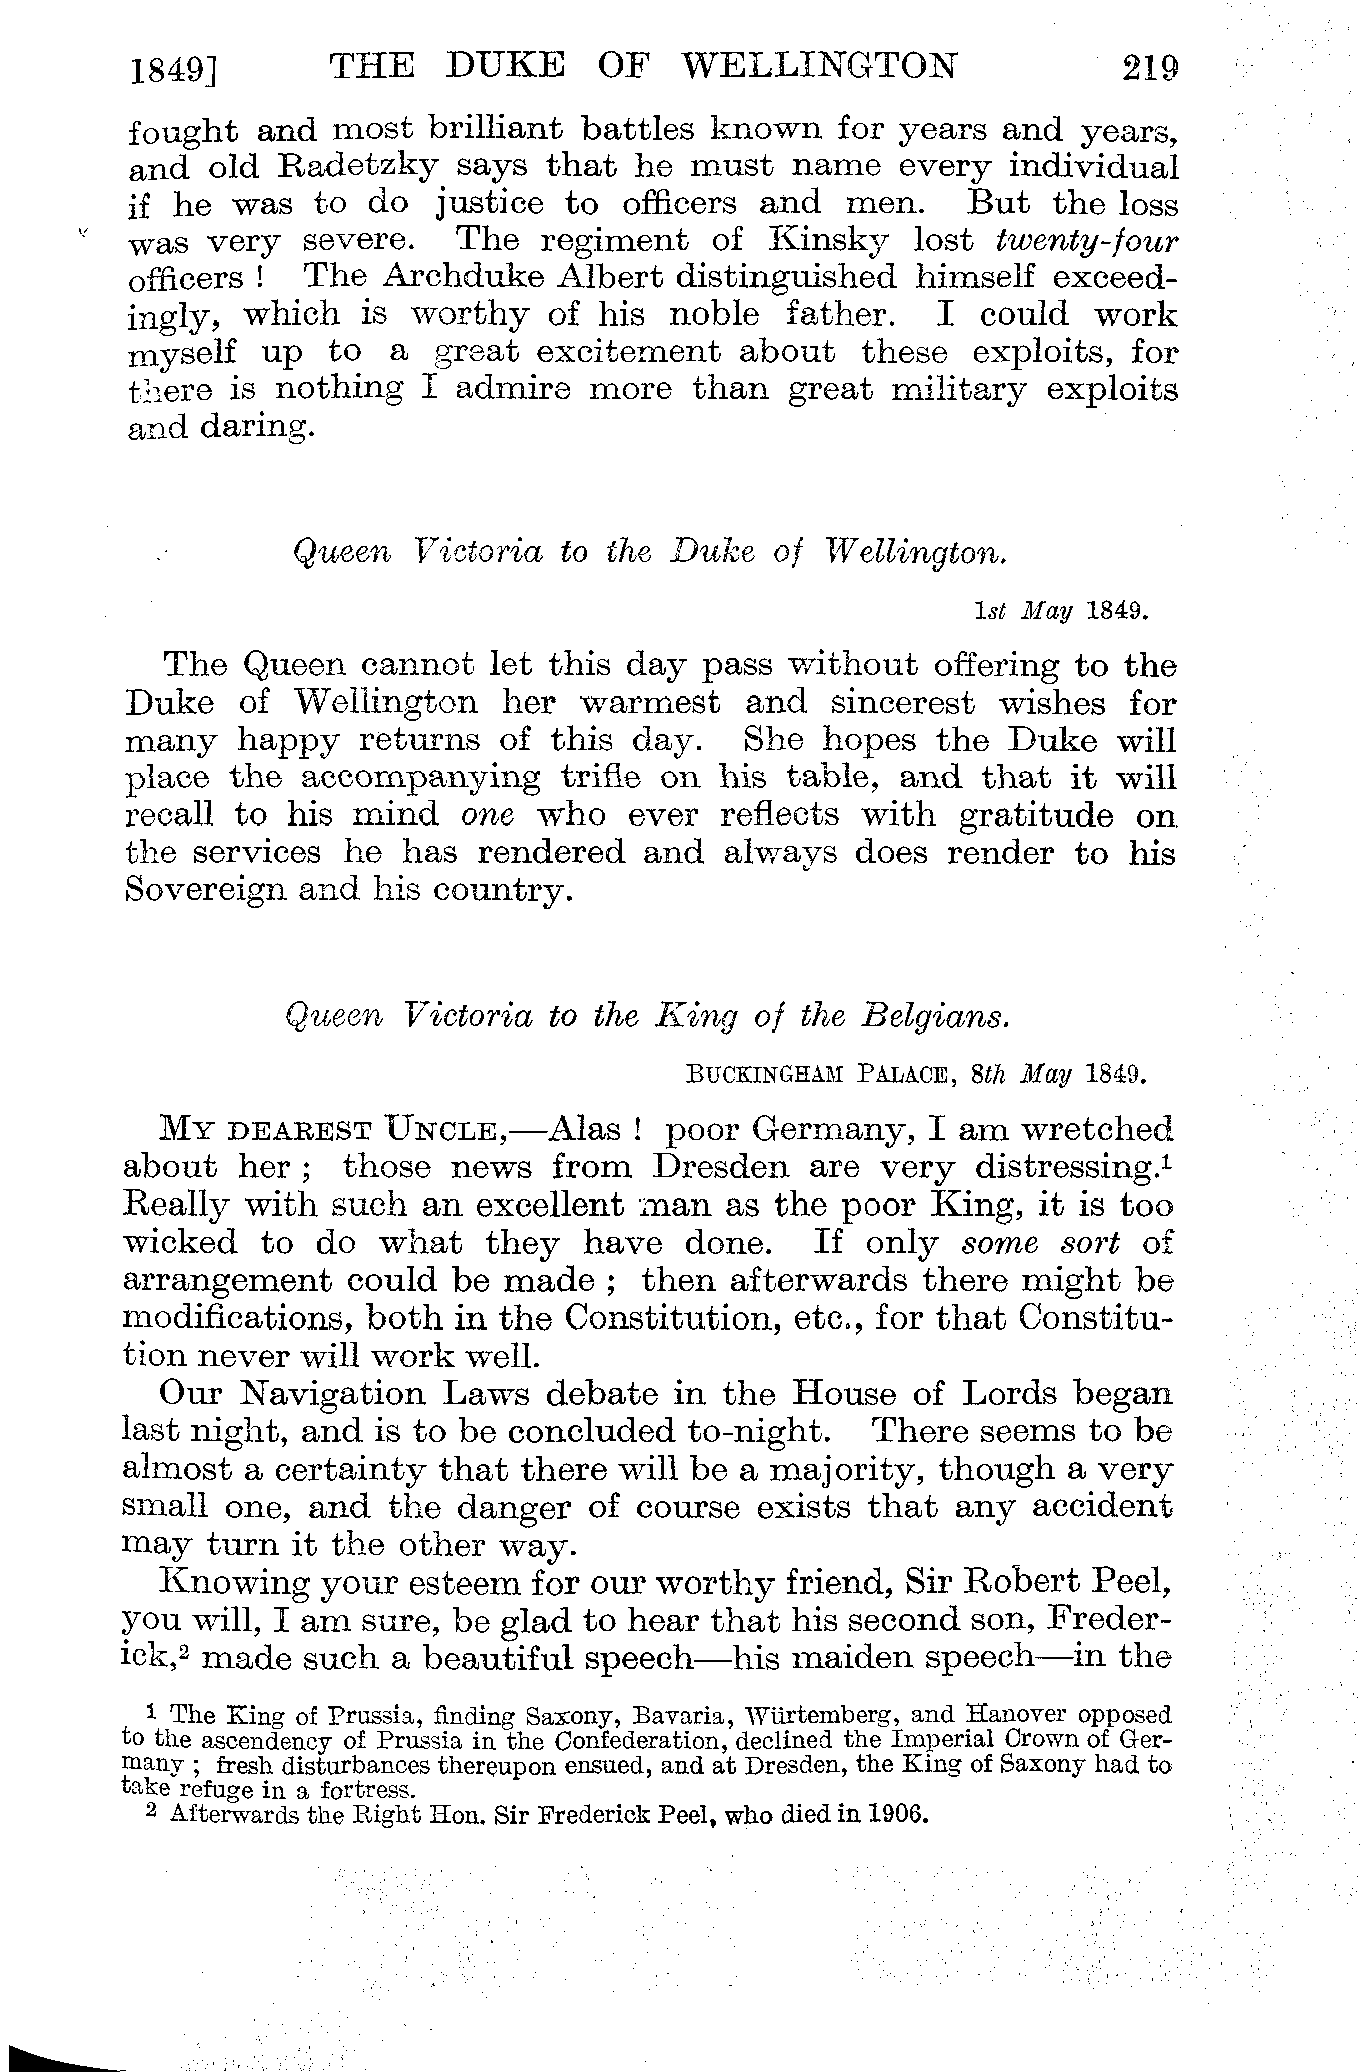 1849] THE DUKE OF WELLINGTON 219
fought and most brilliant battles known for years and years,
and old Radetzky says that he must name every individual
if he was to do justice to officers and men. But the loss
was very severe. The regiment of Kinsky lost twenty-four
officers ! The Archduke Albert distinguished himself exceed-
ingly, which is worthy of his noble father. I could work
myself up to a great excitement about these exploits, for
there is nothing I admire more than great military exploits
and daring.
Queen Victoria to the Duke of Wellington.
1st May 1849.
The Queen cannot let this day pass without offering to the
Duke of Wellington her warmest and sincerest wishes for
many happy returns of this day. She hopes the Duke will
place the accompanying trifle on his table, and that it will
recall to his mind one who ever reflects with gratitude on
the services he has rendered and always does render to his
Sovereign and his country.
Queen Victoria to the King of the Belgians.
BUCKINGHAM PALACE, 8th May 1849.
MY DEAREST UNCLE,—Alas ! poor Germany, I am wretched
about her ; those news from Dresden are very distressing.¹
Really with such an excellent man as the poor King, it is too
wicked to do what they have done. If only some sort of
arrangement could be made ; then afterwards there might be
modifications, both in the Constitution, etc., for that Constitu-
tion never will work well.
Our Navigation Laws debate in the House of Lords began
last night, and is to be concluded to-night. There seems to be
almost a certainty that there will be a majority, though a very
small one, and the danger of course exists that any accident
may turn it the other way.
Knowing your esteem for our worthy friend, Sir Robert Peel,
you will, I am sure, be glad to hear that his second son, Freder-
ick,² made such a beautiful speech—his maiden speech—in the
¹ The King of Prussia, finding Saxony, Bavaria, Würtemberg, and Hanover opposed
to the ascendency of Prussia in the Confederation, declined the Imperial Crown of Ger-
many ; fresh disturbances thereupon ensued, and at Dresden, the King of Saxony had to
take refuge in a fortress.
² Afterwards the Right Hon. Sir Frederick Peel, who died in 1906.